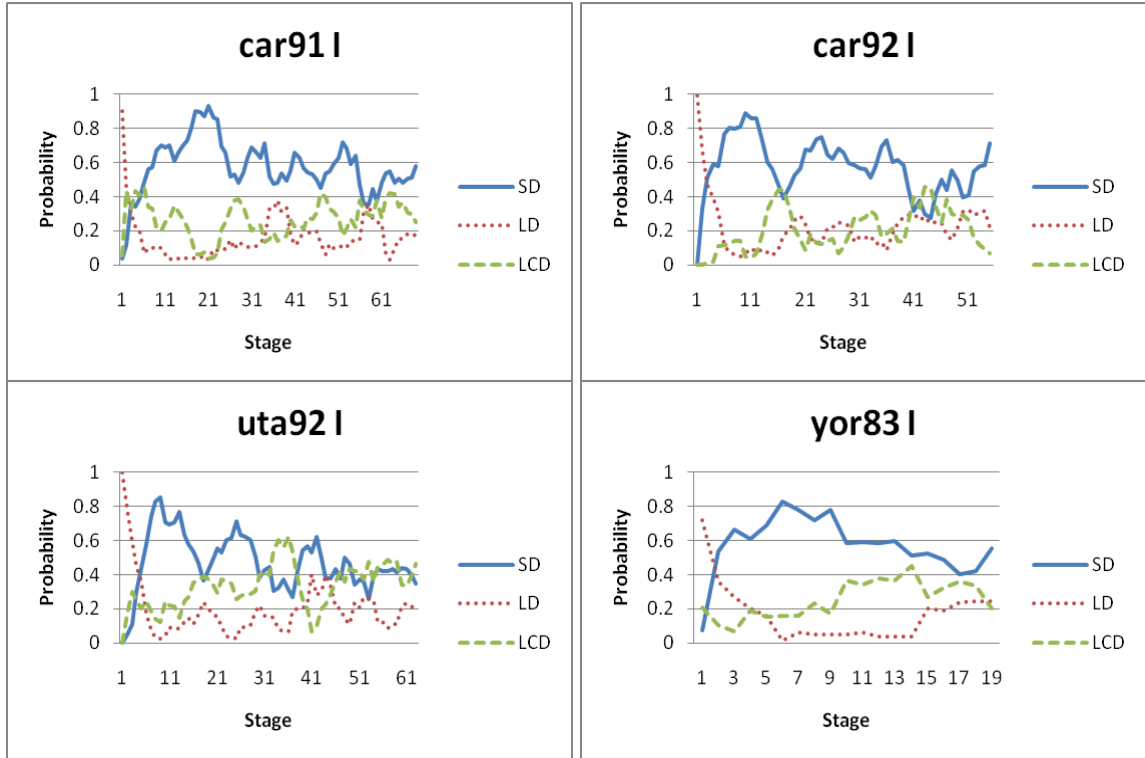 car91 I
Probability
1
0.8
0.6
0.4
0.2
0
1 11 21 31 41 51 61
Stage
SD
LD
LCD
car92 I
Probability
1
0.8
0.6
0.4
0.2
0
1 11 21 31 41 51
Stage
SD
LD
LCD
uta92 I
Probability
1
0.8
0.6
0.4
0.2
0
1 11 21 31 41 51 61
Stage
SD
LD
LCD
yor83 I
Probability
1
0.8
0.6
0.4
0.2
0
1 3 5 7 9 11 13 15 17 19
Stage
SD
LD
LCD